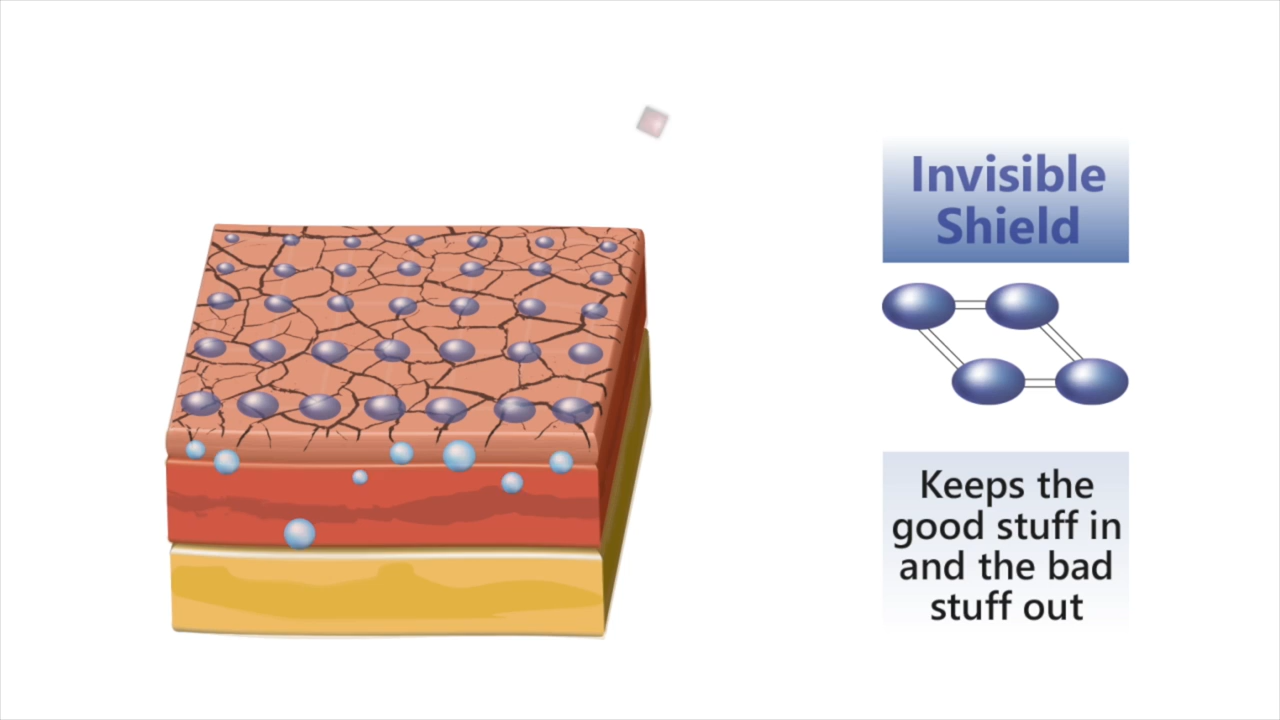 Invisible
Shield
Keeps the
good stuff in
and the bad
stuff out